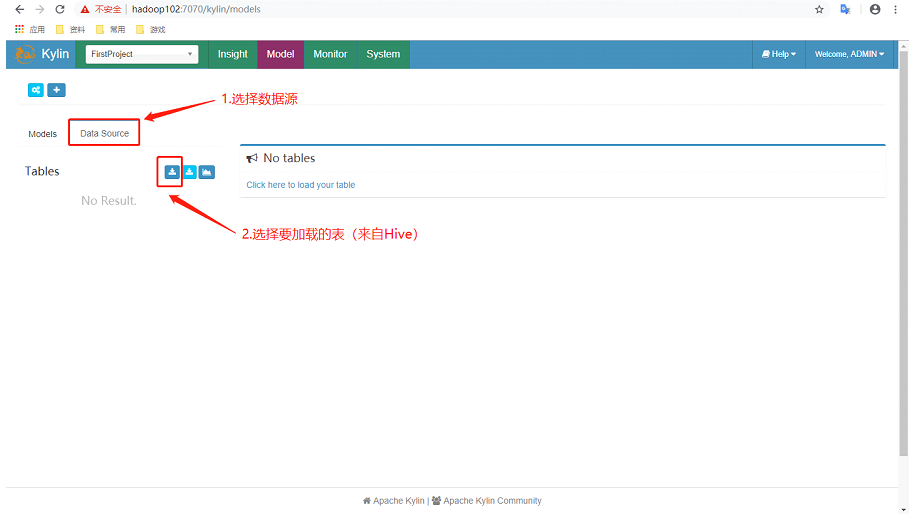 不安全 | hadoop102:7070/kylin/models
应用 资料 常用 游戏
Kylin FirstProject Insight Model Monitor System Help Welcome, ADMIN
1.选择数据源
Models Data Source
Tables
No tables
Click here to load your table
No Result.
2.选择要加载的表（来自Hive）
Apache Kylin | Apache Kylin Community